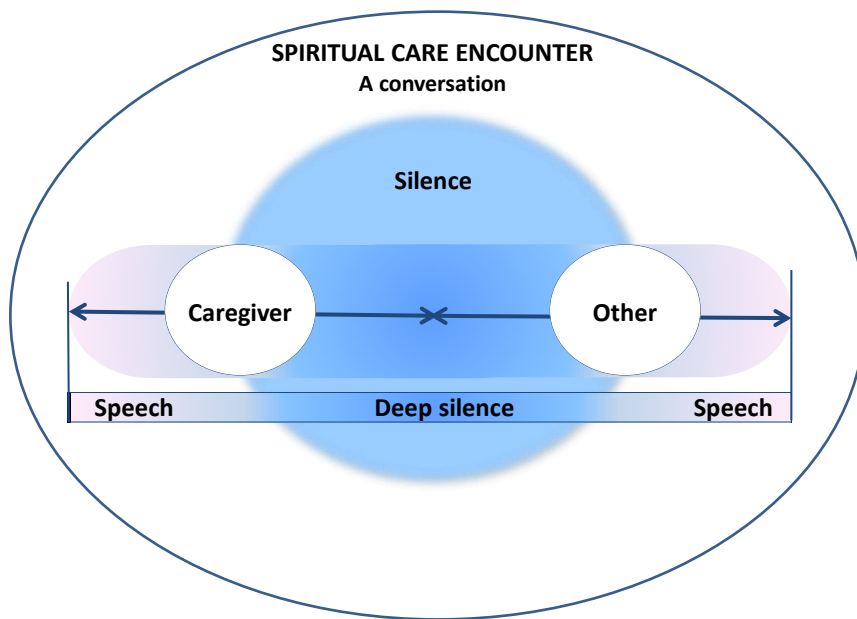 SPIRITUAL CARE ENCOUNTER
A conversation
Silence
Caregiver
Other
Speech
Deep silence
Speech